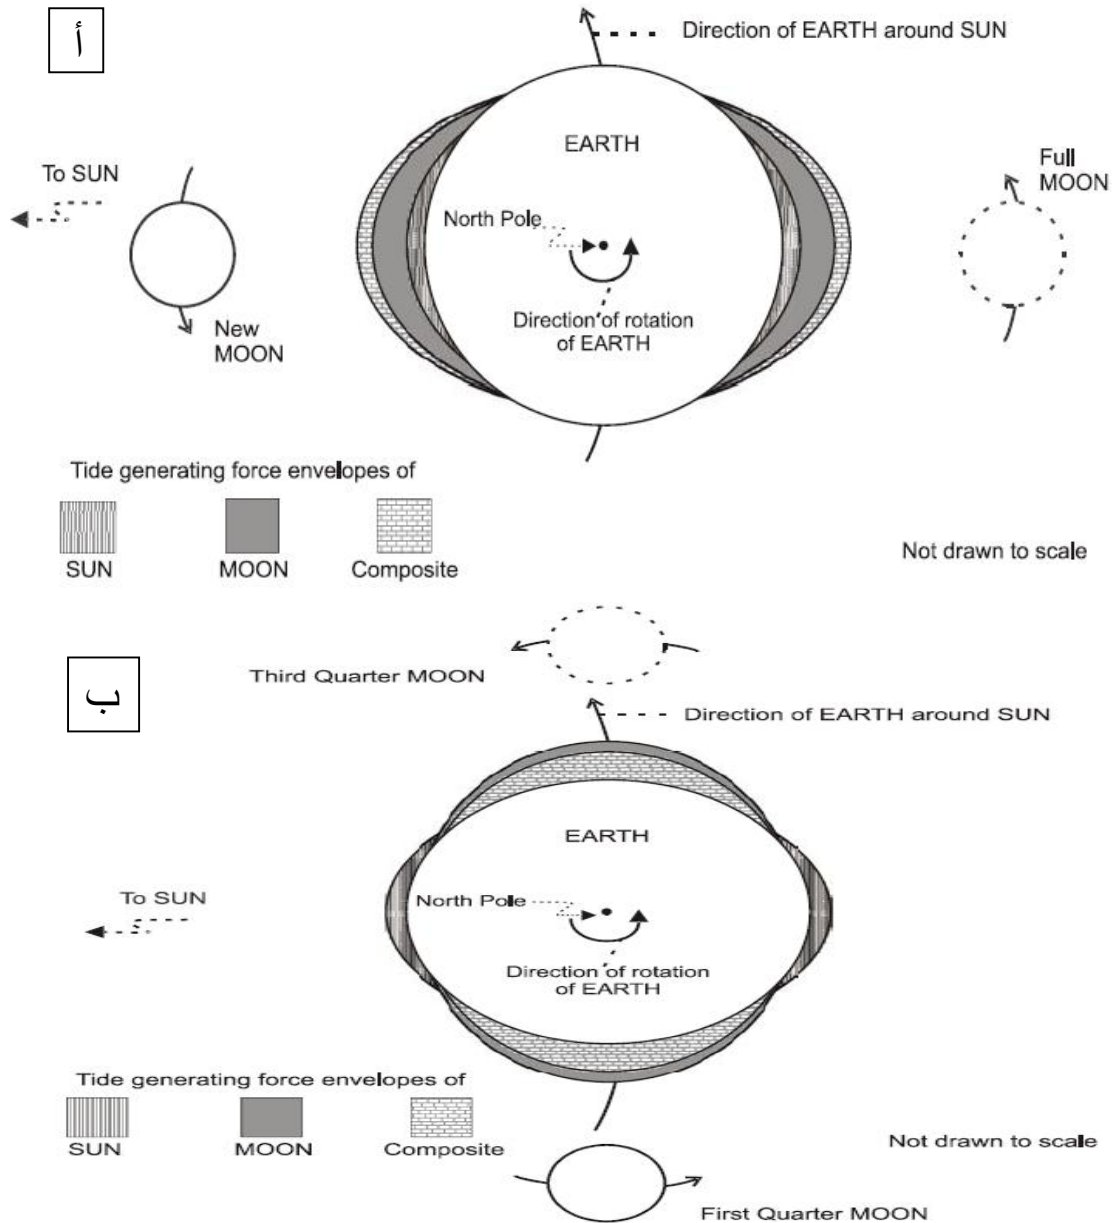 أ
Direction of EARTH around SUN
EARTH
To SUN
Full
MOON
North Pole
New
MOON
Direction of rotation
of EARTH
Tide generating force envelopes of
SUN
MOON
Composite
Not drawn to scale
ب
Third Quarter MOON
Direction of EARTH around SUN
EARTH
To SUN
North Pole
Direction of rotation
of EARTH
Tide generating force envelopes of
SUN
MOON
Composite
Not drawn to scale
First Quarter MOON